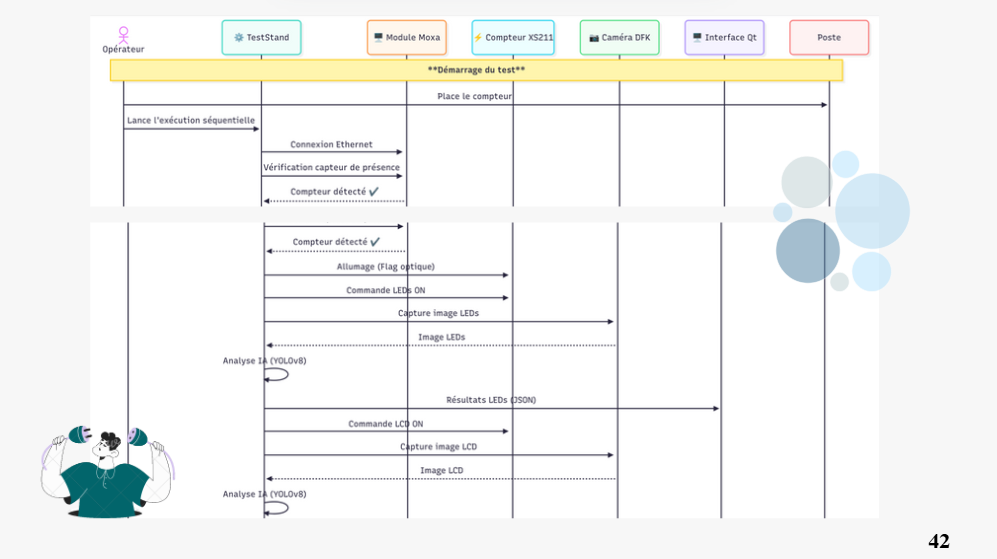 Opérateur
TestStand
Module Moxa
Compteur XS211
Caméra DFK
Interface Qt
Poste
**Démarrage du test**
Place le compteur
Lance l'exécution séquentielle
Connexion Ethernet
Vérification capteur de présence
Compteur détecté ✔
Compteur détecté ✔
Allumage (Flag optique)
Commande LEDs ON
Capture image LEDs
Image LEDs
Analyse IA (YOLOv8)
Résultats LEDs (JSON)
Commande LCD ON
Capture image LCD
Image LCD
Analyse IA (YOLOv8)
42